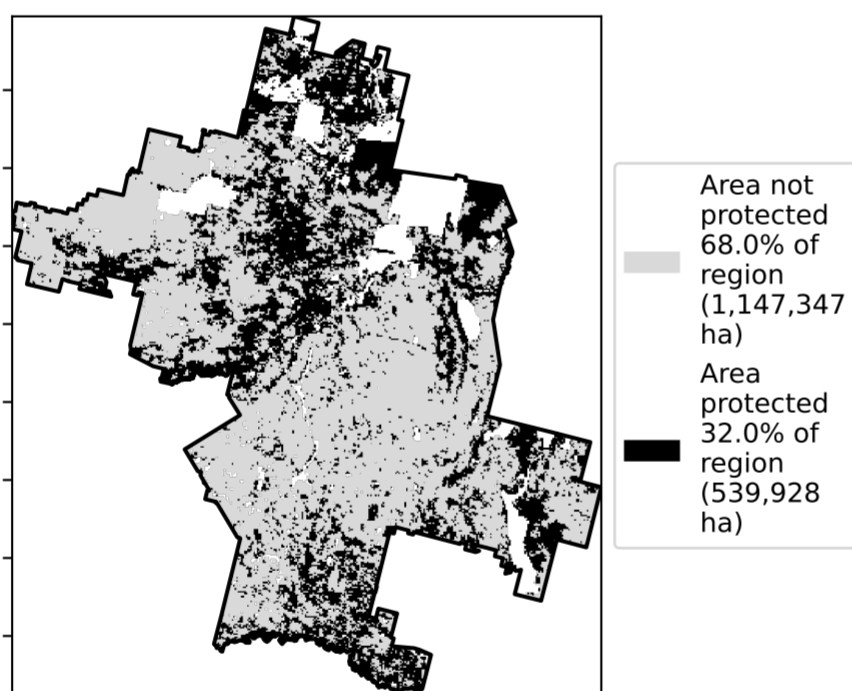 Area not
protected
68.0% of
region
(1,147,347
ha)
Area
protected
32.0% of
region
(539,928
ha)